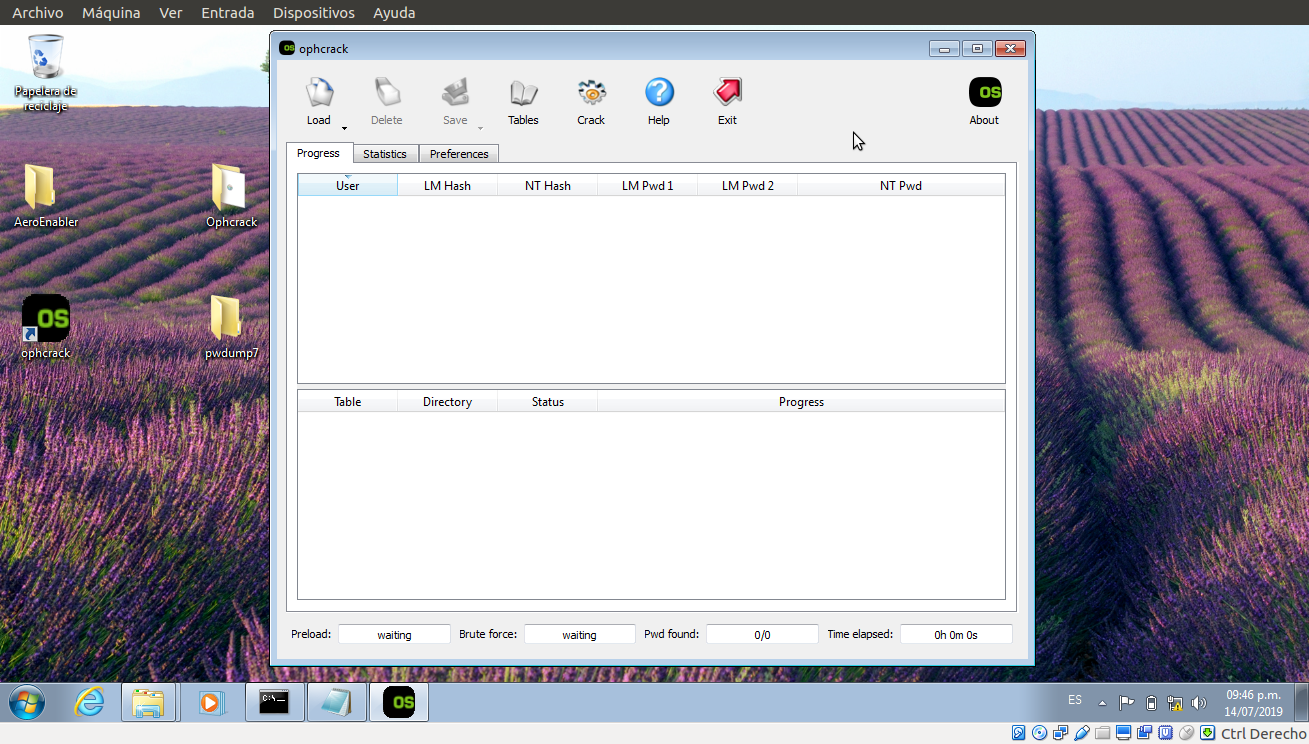 Archivo Máquina Ver Entrada Dispositivos Ayuda
Papelera de
reciclaje
AeroEnabler
Ophcrack
OS
ophcrack
pwdump7
OS ophcrack
Load Delete Save Tables Crack Help Exit
OS
About
Progress Statistics Preferences
User LM Hash NT Hash LM Pwd 1 LM Pwd 2 NT Pwd
Table Directory Status Progress
Preload: waiting Brute force: waiting Pwd found: 0/0 Time elapsed: 0h 0m 0s
C:\
OS
ES
09:46 p.m.
14/07/2019
Ctrl Derecho